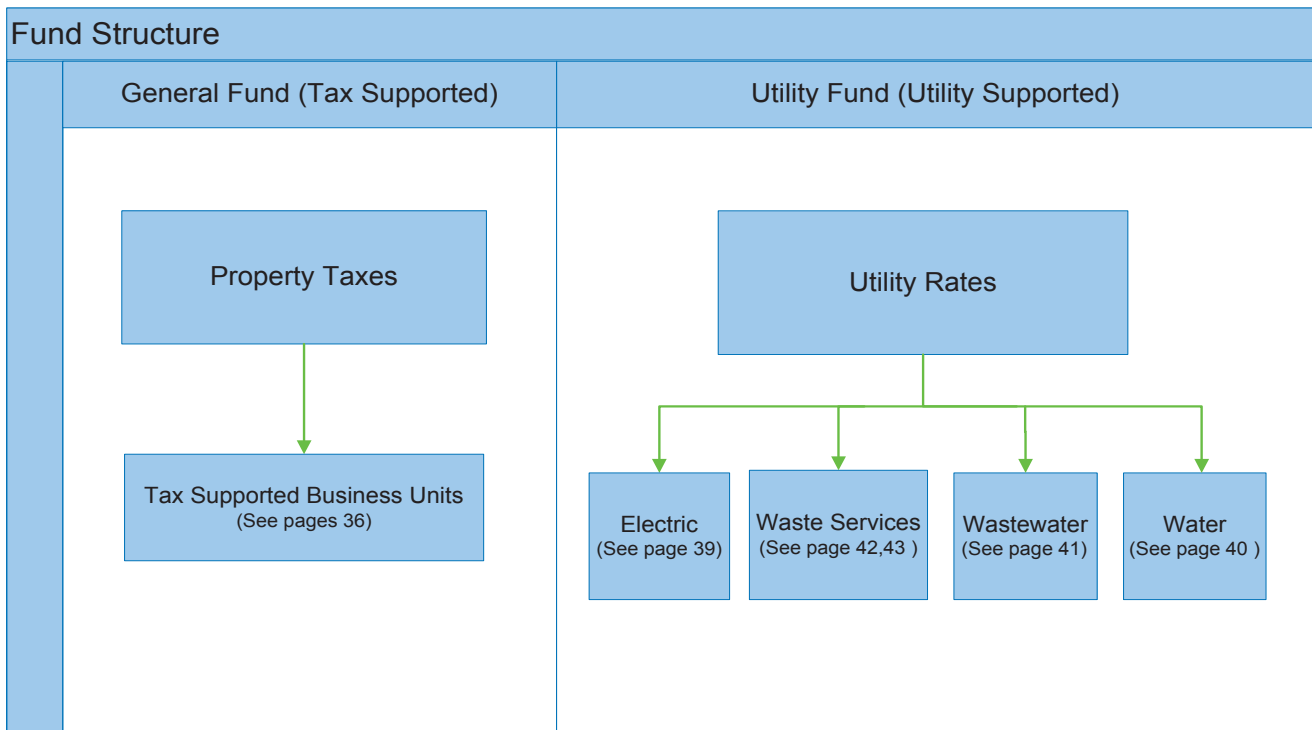 Fund Structure
General Fund (Tax Supported)
Utility Fund (Utility Supported)
Property Taxes
Utility Rates
Tax Supported Business Units
(See pages 36)
Electric
(See page 39)
Waste Services
(See page 42,43 )
Wastewater
(See page 41)
Water
(See page 40 )